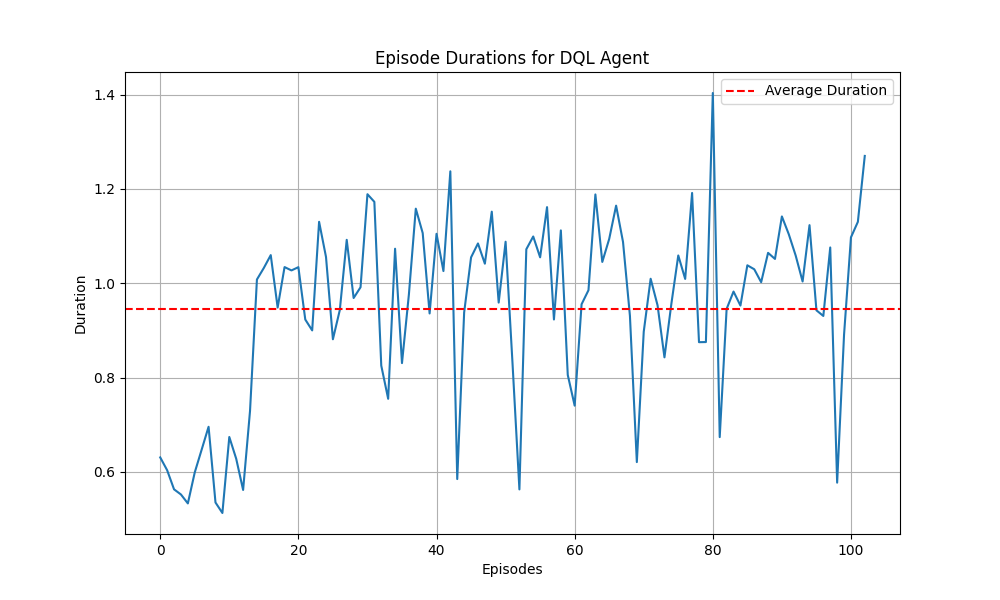 Episode Durations for DQL Agent
Average Duration
Duration
1.4
1.2
1.0
0.8
0.6
0 20 40 60 80 100
Episodes